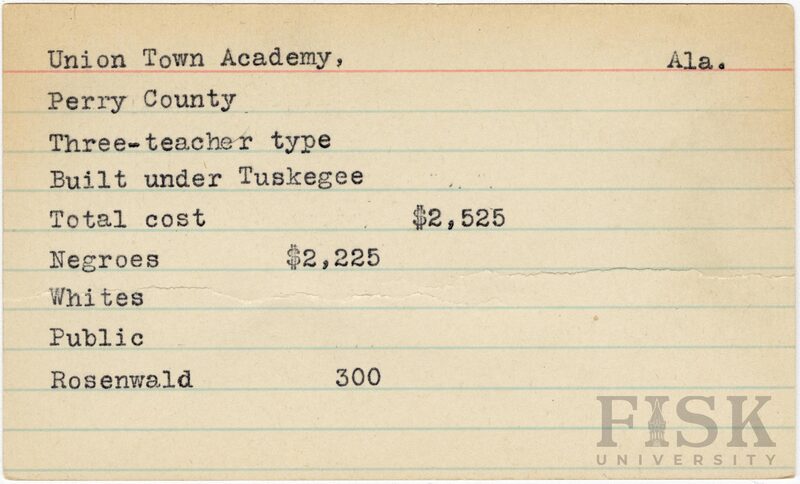 Union Town Academy, Ala.
Perry County
Three-teacher type
Built under Tuskegee
Total cost $2,525
Negroes $2,225
Whites
Public
Rosenwald 300
FISK
UNIVERSITY